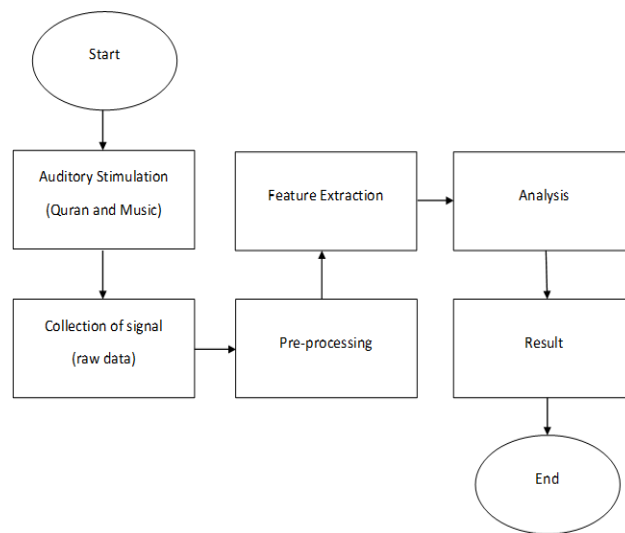 Start
Auditory Stimulation
(Quran and Music)
Collection of signal
(raw data)
Pre-processing
Feature Extraction
Analysis
Result
End